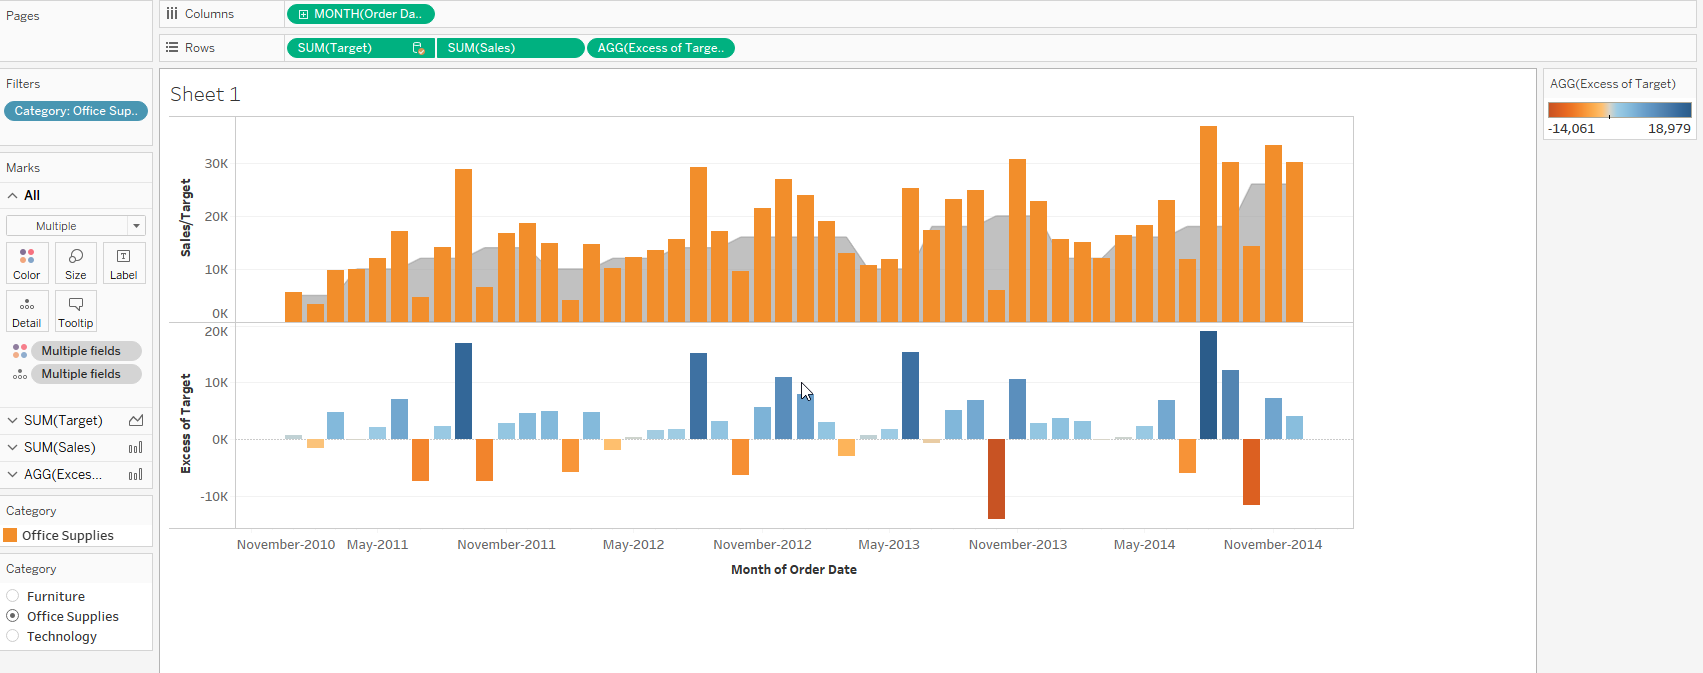 Pages
Columns
MONTH(Order Da..
Rows
SUM(Target)
SUM(Sales)
AGG(Excess of Targe..
Filters
Category: Office Sup..
Marks
All
Multiple
Color
Size
Label
Detail
Tooltip
Multiple fields
Multiple fields
SUM(Target)
SUM(Sales)
AGG(Exces...
Category
Office Supplies
Category
Furniture
Office Supplies
Technology
Sheet 1
Sales/Target
30K
20K
10K
0K
Excess of Target
20K
10K
0K
-10K
November-2010 May-2011 November-2011 May-2012 November-2012 May-2013 November-2013 May-2014 November-2014
Month of Order Date
AGG(Excess of Target)
-14,061 18,979